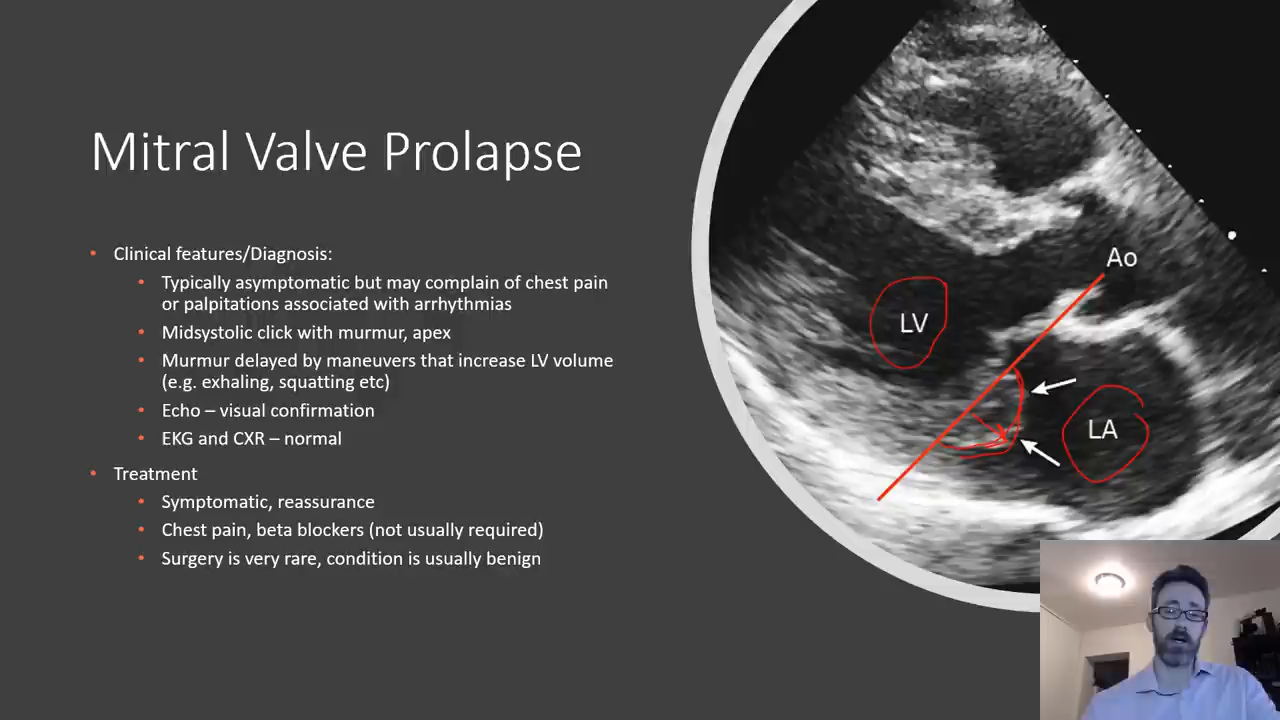 Mitral Valve Prolapse
• Clinical features/Diagnosis:
• Typically asymptomatic but may complain of chest pain
or palpitations associated with arrhythmias
• Midsystolic click with murmur, apex
• Murmur delayed by maneuvers that increase LV volume
(e.g. exhaling, squatting etc)
• Echo – visual confirmation
• EKG and CXR – normal
• Treatment
• Symptomatic, reassurance
• Chest pain, beta blockers (not usually required)
• Surgery is very rare, condition is usually benign
Ao
LV
LA